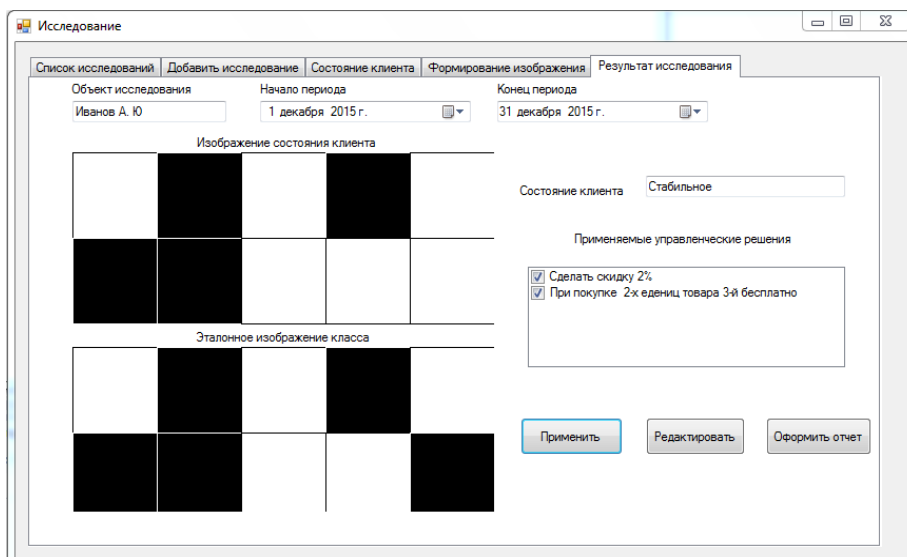 Исследование
Список исследований
Добавить исследование
Состояние клиента
Формирование изображения
Результат исследования
Объект исследования
Начало периода
Конец периода
Иванов А. Ю
1 декабря 2015 г.
31 декабря 2015 г.
Изображение состояния клиента
Состояние клиента
Стабильное
Применяемые управленческие решения
Сделать скидку 2%
При покупке 2-х едениц товара 3-й бесплатно
Эталонное изображение класса
Применить
Редактировать
Оформить отчет